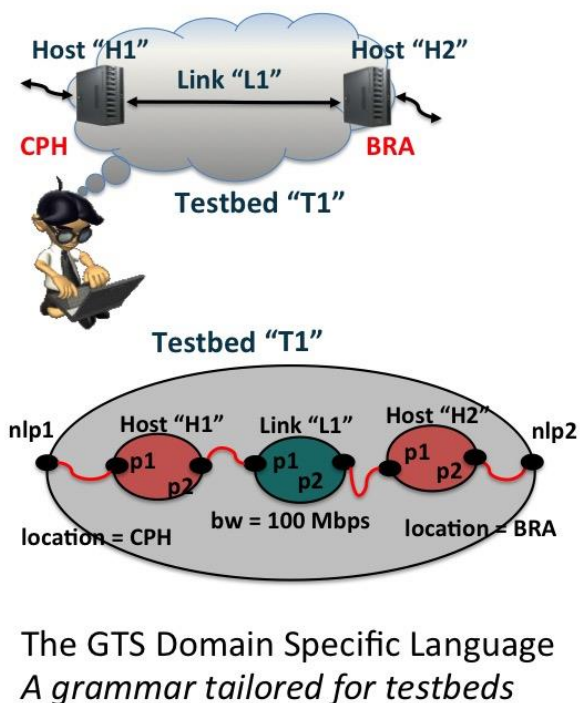 Host “H1”
Host “H2”
Link “L1”
CPH
BRA
Testbed “T1”
Testbed “T1”
nlp1
Host “H1”
Link “L1”
Host “H2”
nlp2
p1
p2
p1
p2
p1
p2
location = CPH
bw = 100 Mbps
location = BRA
The GTS Domain Specific Language
A grammar tailored for testbeds